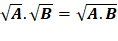 √A.√B = √A.B